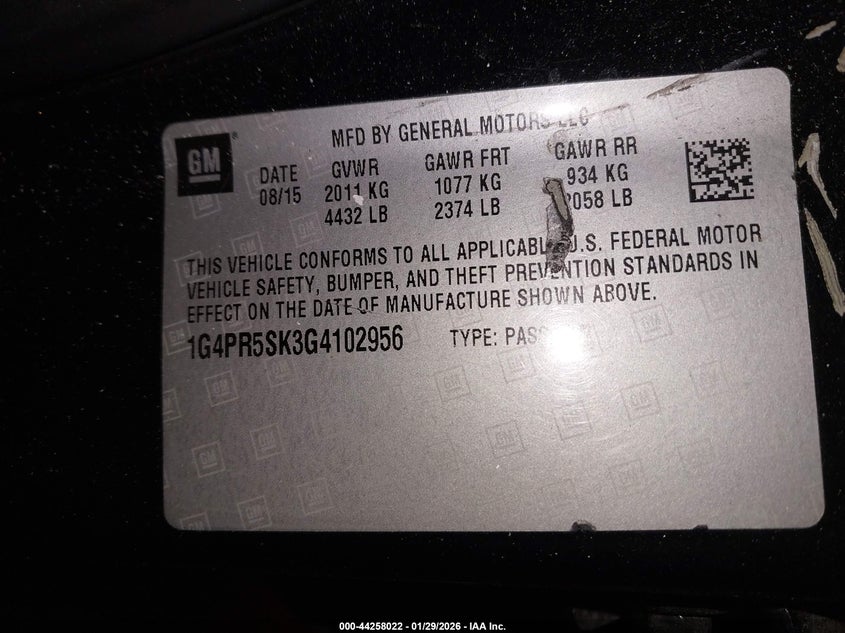 GM
MFD BY GENERAL MOTORS LLC
DATE GVWR GAWR FRT GAWR RR
08/15 2011 KG 1077 KG 934 KG
4432 LB 2374 LB 2058 LB
THIS VEHICLE CONFORMS TO ALL APPLICABLE U.S. FEDERAL MOTOR
VEHICLE SAFETY, BUMPER, AND THEFT PREVENTION STANDARDS IN
EFFECT ON THE DATE OF MANUFACTURE SHOWN ABOVE.
1G4PR5SK3G4102956 TYPE:
000-44258022 - 01/29/2026 - IAA Inc.